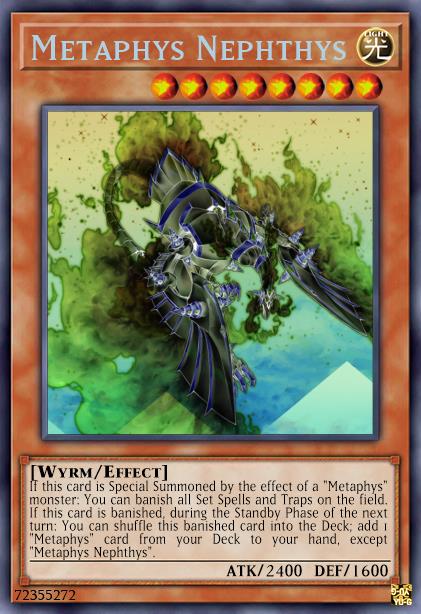 Metaphys Nephthys
LIGHT
光
[Wyrm/Effect]
If this card is Special Summoned by the effect of a "Metaphys"
monster: You can banish all Set Spells and Traps on the field.
If this card is banished, during the Standby Phase of the next
turn: You can shuffle this banished card into the Deck; add 1
"Metaphys" card from your Deck to your hand, except
"Metaphys Nephthys".
ATK/2400 DEF/1600
72355272